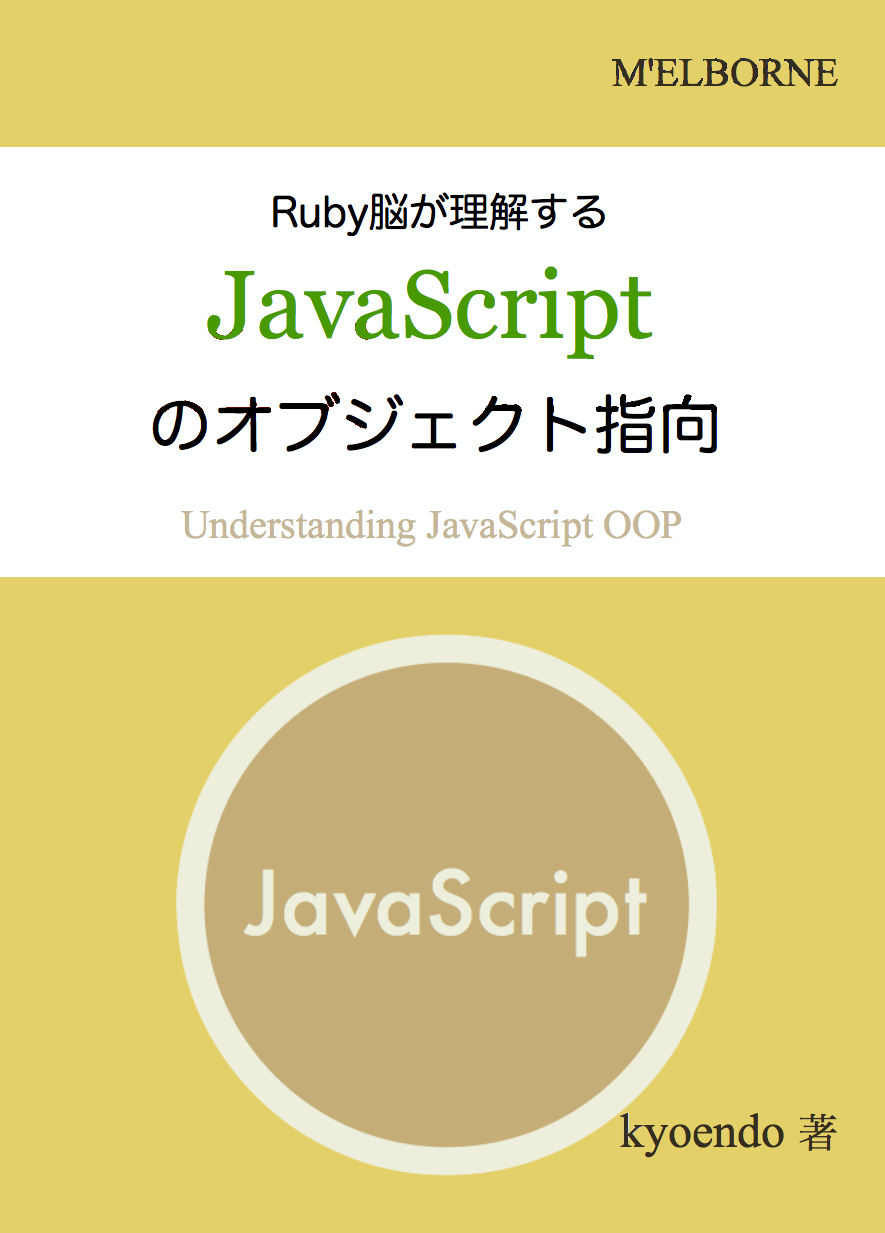 M'ELBORNE
Ruby脳が理解する
JavaScript
のオブジェクト指向
Understanding JavaScript OOP
JavaScript
kyoendo 著